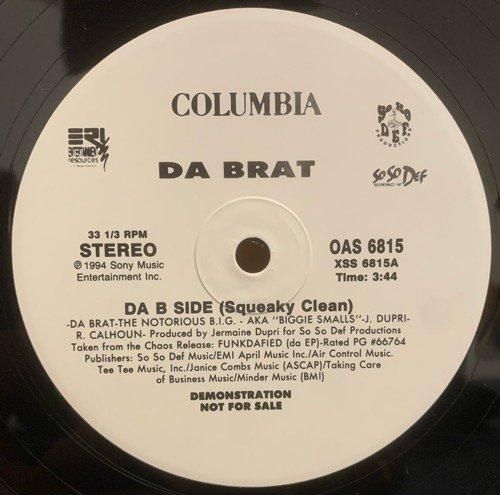 COLUMBIA
SO SO
DEF
PRODUCTIONS
ERI
ENTERTAINMENT
resources
DA BRAT
SO SO DEF
RECORDINGS INC
33 1/3 RPM
STEREO
℗ 1994 Sony Music
Entertainment Inc.
OAS 6815
XSS 6815A
Time: 3:44
DA B SIDE (Squeaky Clean)
-DA BRAT-THE NOTORIOUS B.I.G. - AKA "BIGGIE SMALLS"-J. DUPRI-
R. CALHOUN- Produced by Jermaine Dupri for So So Def Productions
Taken from the Chaos Release: FUNKDAFIED (da EP)-Rated PG #66764
Publishers: So So Def Music/EMI April Music Inc./Air Control Music.
Tee Tee Music, Inc./Janice Combs Music (ASCAP)/Taking Care
of Business Music/Minder Music (BMI)
DEMONSTRATION
NOT FOR SALE